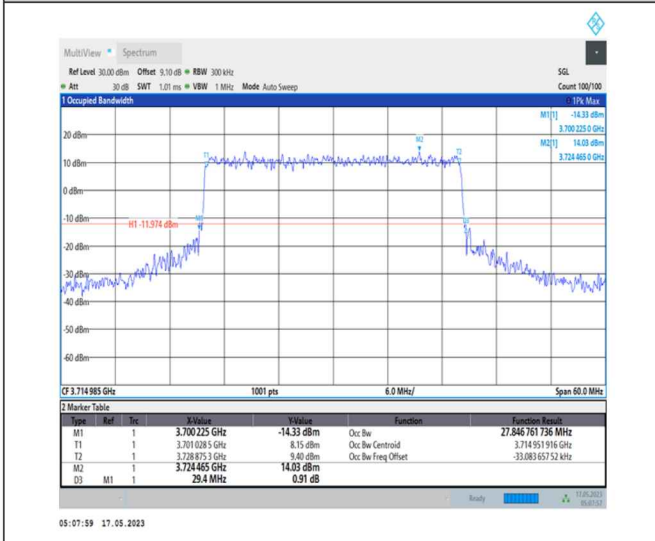 MultiView Spectrum
Ref Level 30.00 dBm Offset 9.10 dB RBW 300 kHz SGL
Att 30 dB SWT 1.01 ms VBW 1 MHz Mode Auto Sweep Count 100/100
1 Occupied Bandwidth 1Pk Max
M1[1] -14.33 dBm
3.700 225 0 GHz
M2[1] 14.03 dBm
3.724 465 0 GHz
20 dBm
M2
T1 T2
10 dBm
0 dBm
-10 dBm
H1 -11.974 dBm
-20 dBm
-30 dBm
-40 dBm
-50 dBm
-60 dBm
CF 3.714 985 GHz 1001 pts 6.0 MHz/ Span 60.0 MHz
2 Marker Table
Type Ref Trc X-Value Y-Value Function Function Result
M1 1 3.700 225 GHz -14.33 dBm Occ Bw 27.846 761 736 MHz
T1 1 3.701 028 5 GHz 8.15 dBm Occ Bw Centroid 3.714 951 916 GHz
T2 1 3.728 875 3 GHz 9.40 dBm Occ Bw Freq Offset -33.083 657 52 kHz
M2 1 3.724 465 GHz 14.03 dBm
D3 M1 1 29.4 MHz 0.91 dB
Ready 17.05.2023
05:07:59 17.05.2023